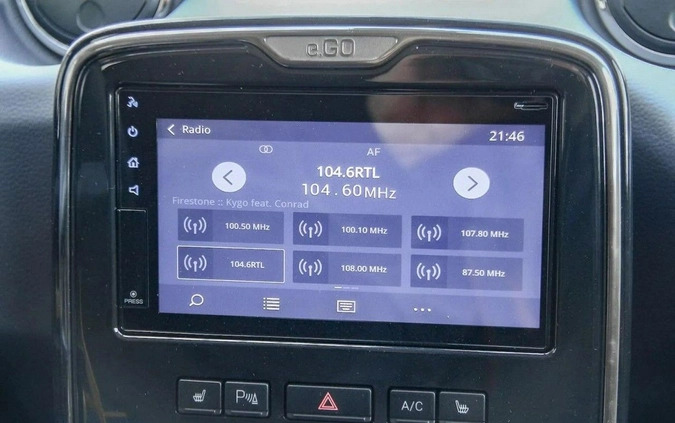 e.GO
Radio
21:46
AF
104.6RTL
104.60MHz
Firestone :: Kygo feat. Conrad
100.50 MHz
100.10 MHz
107.80 MHz
104.6RTL
108.00 MHz
87.50 MHz
PRESS
P
A/C